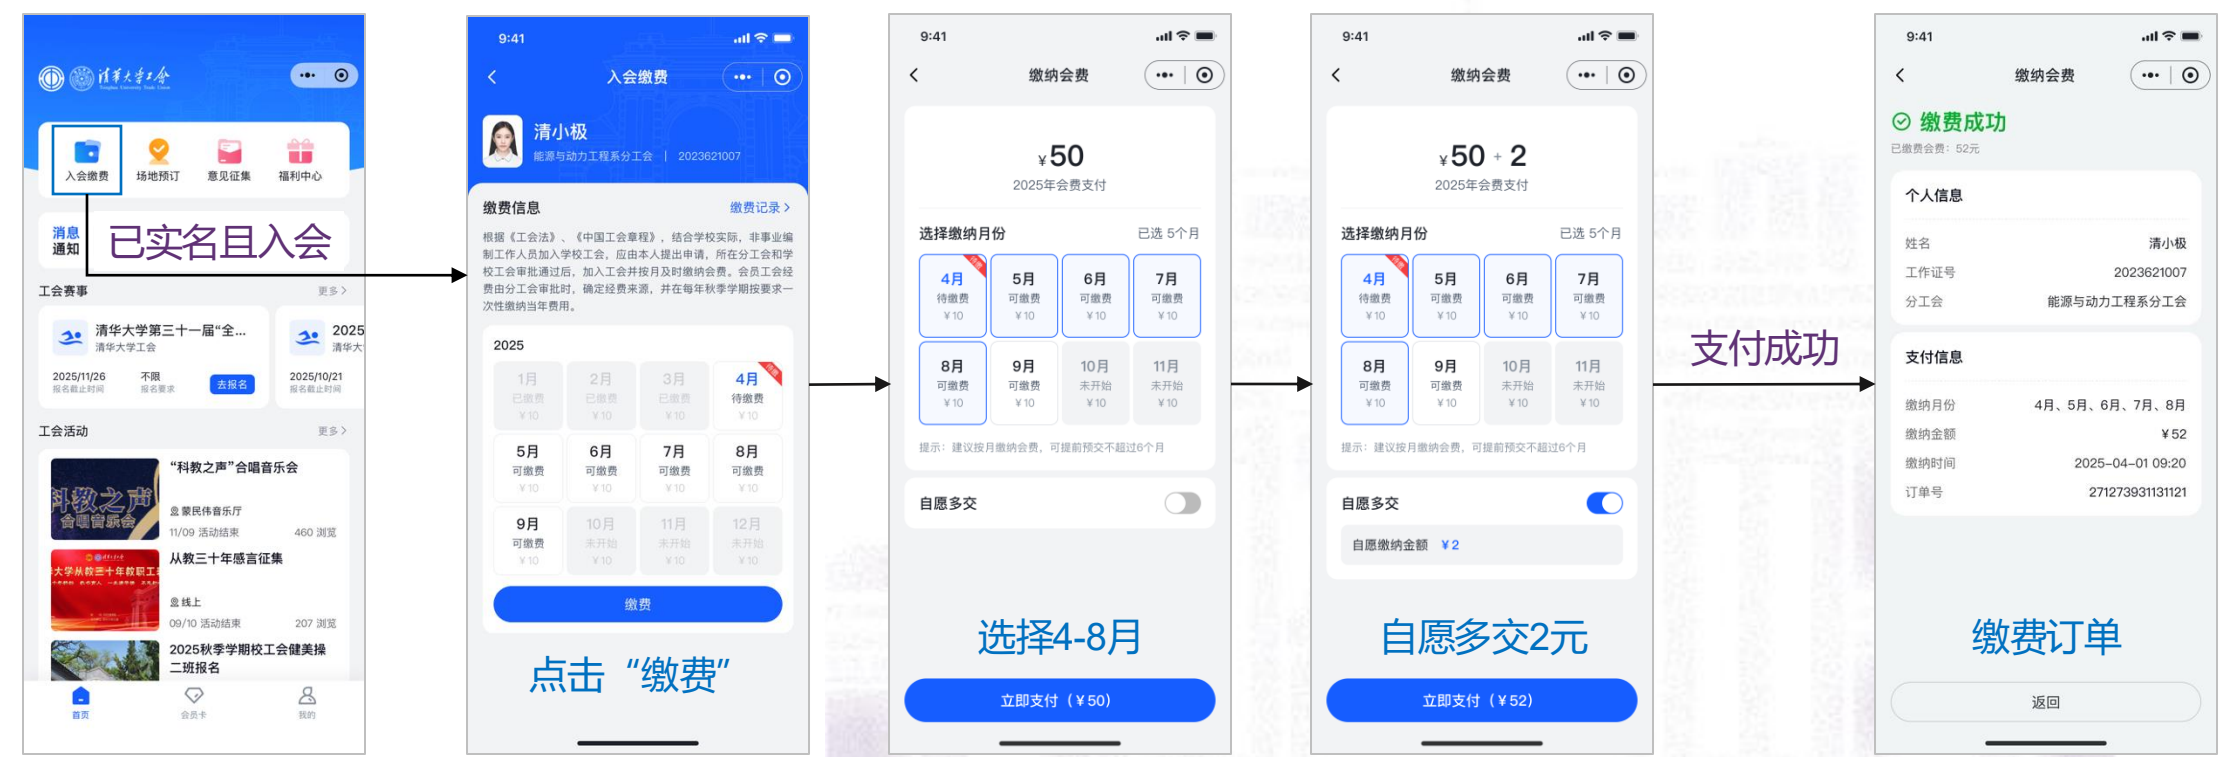 清华大学工会
Tsinghua University Trade Union
入会缴费
场地预订
意见征集
福利中心
消息
通知
已实名且入会
工会赛事
更多
清华大学第三十一届“全...
清华大学工会
2025/11/26
报名截止时间
不限
报名要求
去报名
2025
清华大
2025/10/21
报名截止时间
工会活动
更多
科教之声
合唱音乐会
“科教之声”合唱音乐会
蒙民伟音乐厅
11/09 活动结束
460 浏览
大学从教三十年教职工
从教三十年感言征集
线上
09/10 活动结束
207 浏览
2025秋季学期校工会健美操
二班报名
首页
会员卡
我的
9:41
入会缴费
清小极
能源与动力工程系分工会 | 2023621007
缴费信息
缴费记录
根据《工会法》、《中国工会章程》，结合学校实际，非事业编
制工作人员加入学校工会，应由本人提出申请，所在分工会和学
校工会审批通过后，加入工会并按月及时缴纳会费。会员工会经
费由分工会审批时，确定经费来源，并在每年秋季学期按要求一
次性缴纳当年费用。
2025
1月
已缴费
¥10
2月
已缴费
¥10
3月
已缴费
¥10
4月
待缴费
¥10
5月
可缴费
¥10
6月
可缴费
¥10
7月
可缴费
¥10
8月
可缴费
¥10
9月
可缴费
¥10
10月
未开始
¥10
11月
未开始
¥10
12月
未开始
¥10
缴费
点击“缴费”
9:41
缴纳会费
¥50
2025年会费支付
选择缴纳月份
已选 5个月
4月
待缴费
¥10
5月
可缴费
¥10
6月
可缴费
¥10
7月
可缴费
¥10
8月
可缴费
¥10
9月
可缴费
¥10
10月
未开始
¥10
11月
未开始
¥10
提示：建议按月缴纳会费，可提前预交不超过6个月
自愿多交
选择4-8月
立即支付（¥50）
9:41
缴纳会费
¥50 + 2
2025年会费支付
选择缴纳月份
已选 5个月
4月
待缴费
¥10
5月
可缴费
¥10
6月
可缴费
¥10
7月
可缴费
¥10
8月
可缴费
¥10
9月
可缴费
¥10
10月
未开始
¥10
11月
未开始
¥10
提示：建议按月缴纳会费，可提前预交不超过6个月
自愿多交
自愿缴纳金额 ¥2
自愿多交2元
立即支付（¥52）
支付成功
9:41
缴纳会费
缴费成功
已缴费会费：52元
个人信息
姓名
清小极
工作证号
2023621007
分工会
能源与动力工程系分工会
支付信息
缴纳月份
4月、5月、6月、7月、8月
缴纳金额
¥52
缴纳时间
2025-04-01 09:20
订单号
271273931131121
缴费订单
返回